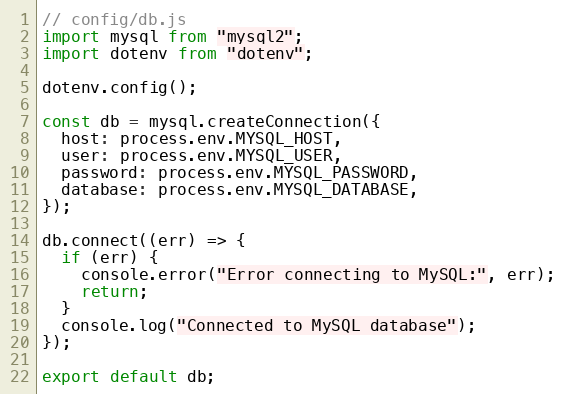 1 // config/db.js
2 import mysql from "mysql2";
3 import dotenv from "dotenv";
4
5 dotenv.config();
6
7 const db = mysql.createConnection({
8   host: process.env.MYSQL_HOST,
9   user: process.env.MYSQL_USER,
10   password: process.env.MYSQL_PASSWORD,
11   database: process.env.MYSQL_DATABASE,
12 });
13
14 db.connect((err) => {
15   if (err) {
16     console.error("Error connecting to MySQL:", err);
17     return;
18   }
19   console.log("Connected to MySQL database");
20 });
21
22 export default db;